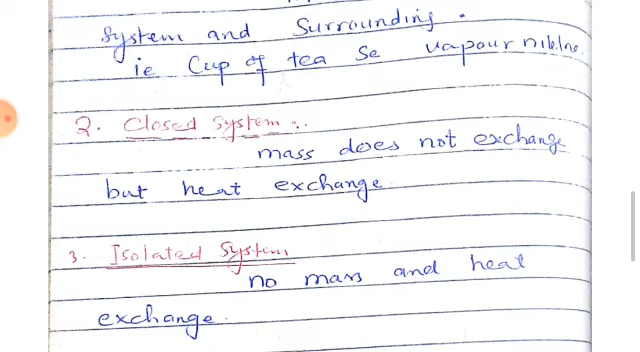 System and Surrounding.
ie Cup of tea se vapour niklna.
2. Closed System :.
mass does not exchange
but heat exchange
3. Isolated System
no mass and heat
exchange.